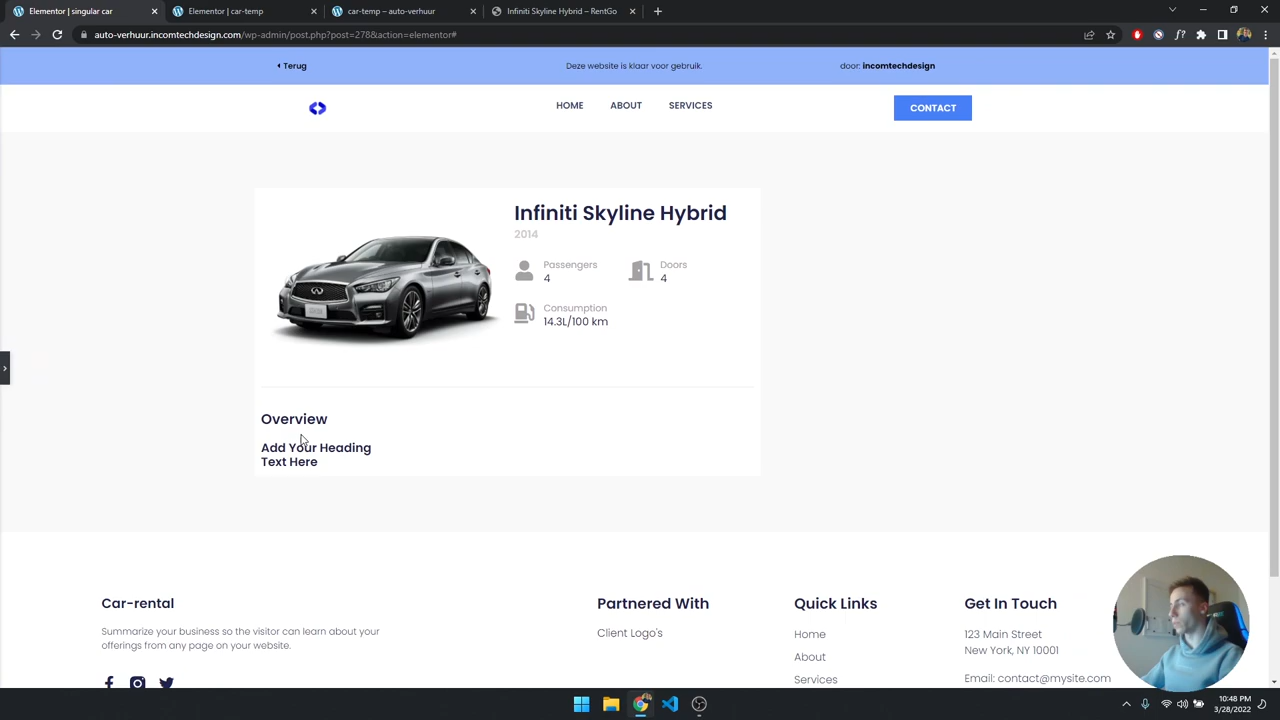 Elementor | singular car
Elementor | car-temp
car-temp – auto-verhuur
Infiniti Skyline Hybrid – RentGo
auto-verhuur.incomtechdesign.com/wp-admin/post.php?post=278&action=elementor#
Terug
Deze website is klaar voor gebruik.
door: incomtechdesign
HOME
ABOUT
SERVICES
CONTACT
Infiniti Skyline Hybrid
2014
Passengers
4
Doors
4
Consumption
14.3L/100 km
Overview
Add Your Heading
Text Here
Car-rental
Summarize your business so the visitor can learn about your
offerings from any page on your website.
Partnered With
Client Logo's
Quick Links
Home
About
Services
Get In Touch
123 Main Street
New York, NY 10001
Email: contact@mysite.com
10:48 PM
3/28/2022